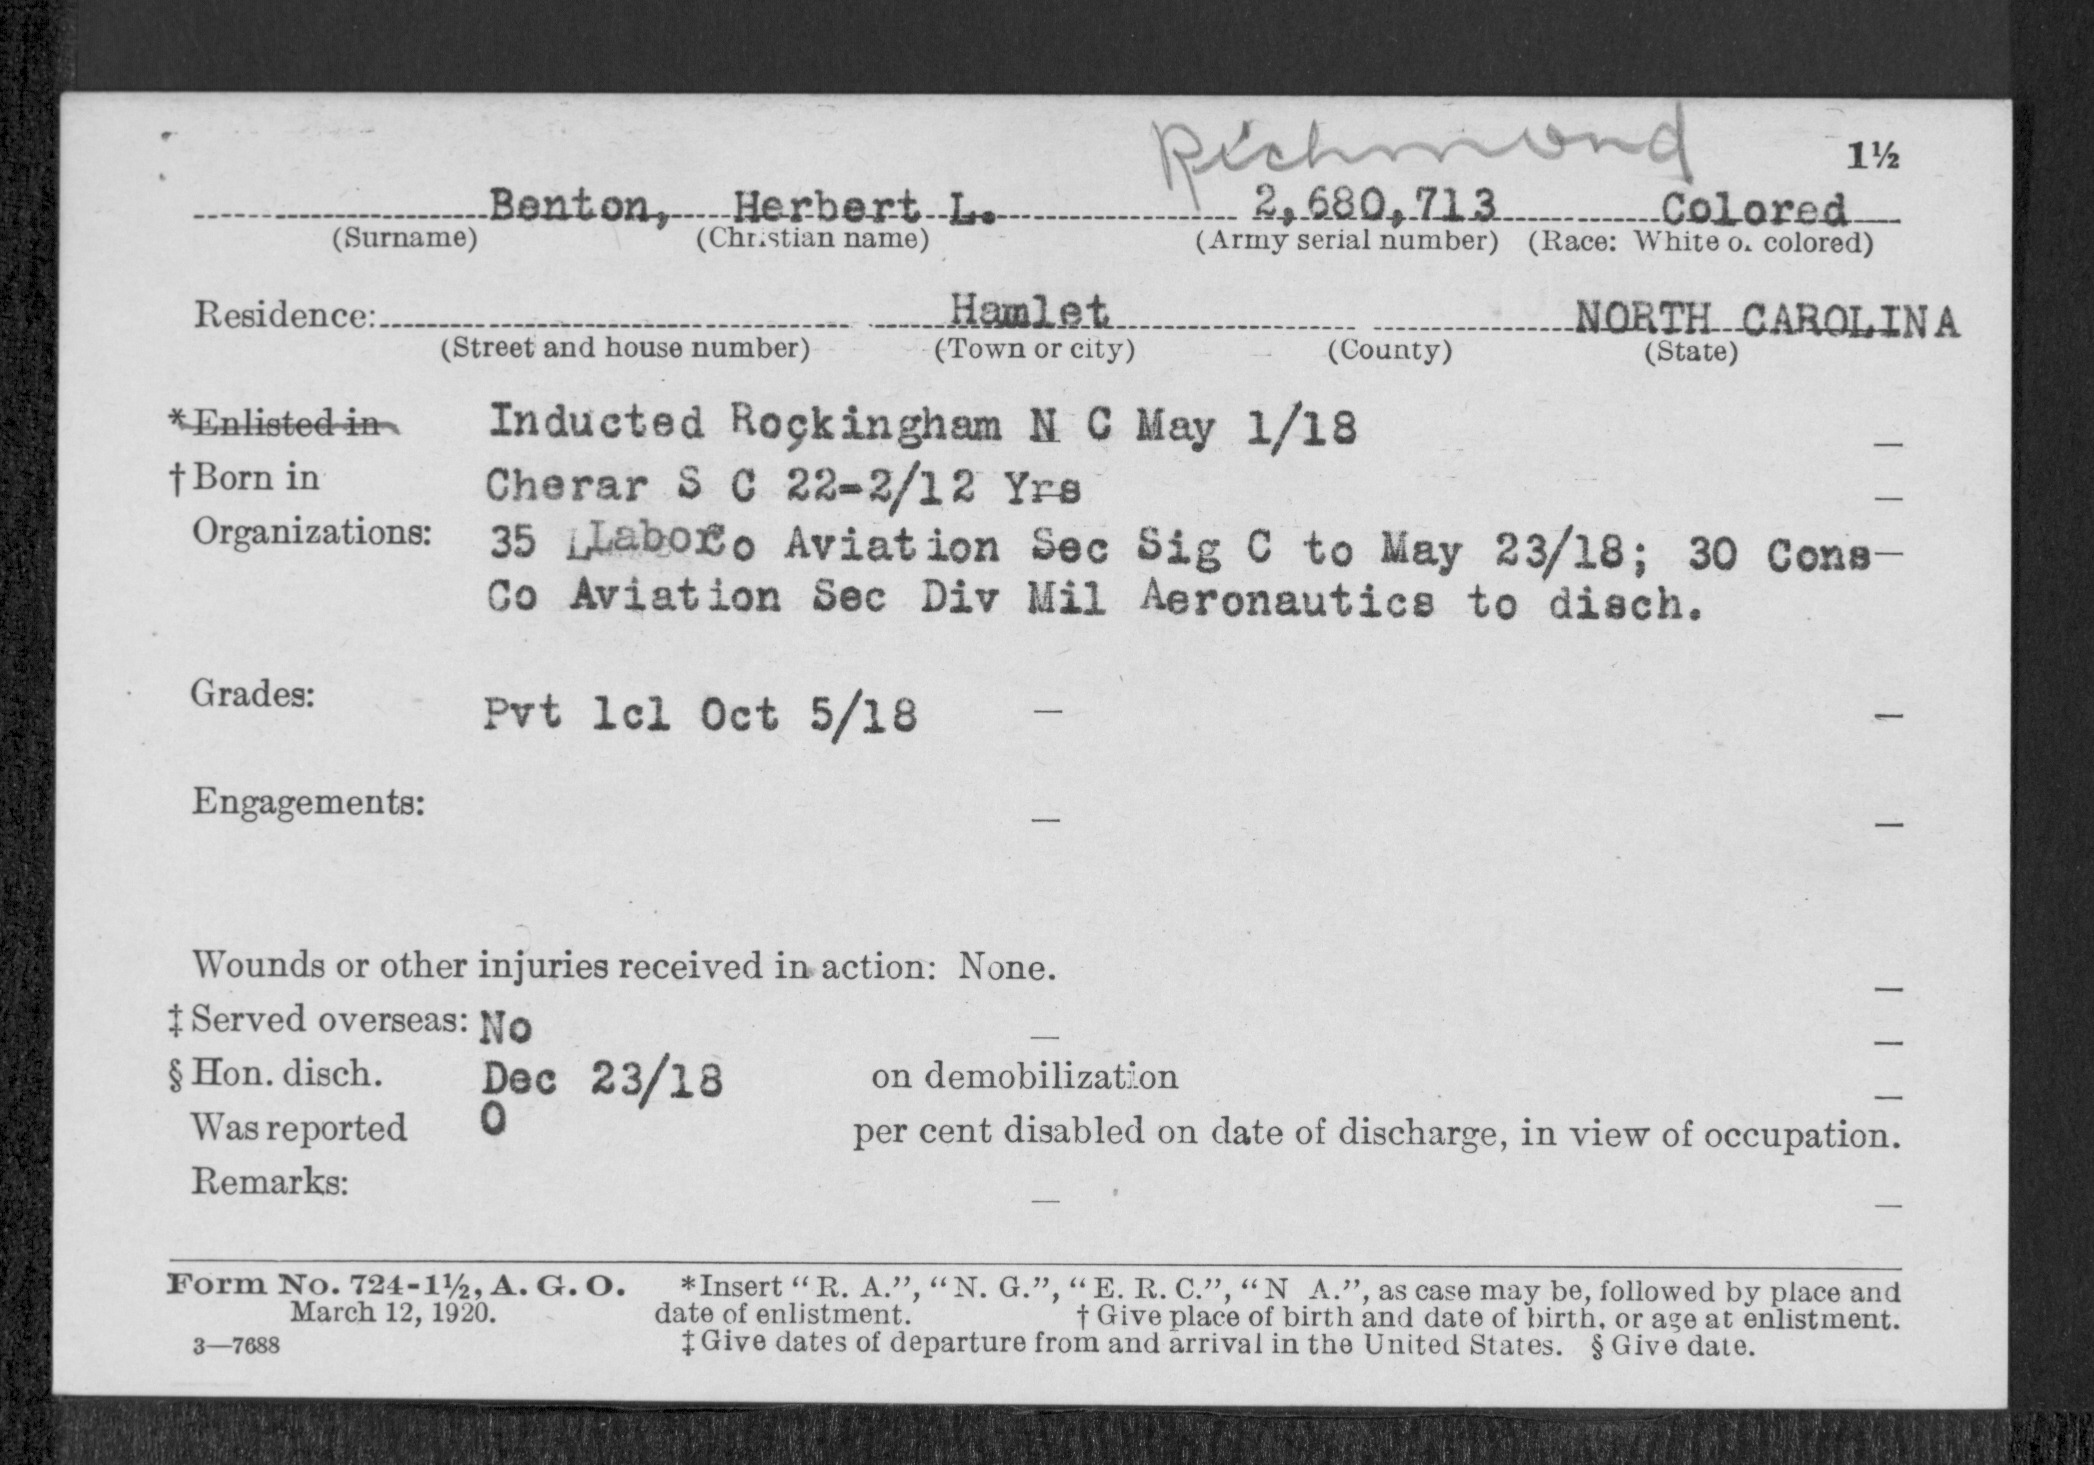 Richmond
1½
Benton, Herbert L. 2,680,713 Colored
(Surname) (Christian name) (Army serial number) (Race: White or colored)
Residence: Hamlet NORTH CAROLINA
(Street and house number) (Town or city) (County) (State)
*Enlisted in Inducted Rockingham N C May 1/18 —
†Born in Cherar S C 22-2/12 Yrs —
Organizations: 35 Labor Co Aviation Sec Sig C to May 23/18; 30 Cons—
Co Aviation Sec Div Mil Aeronautics to disch.
Grades: Pvt 1cl Oct 5/18 — —
Engagements: — —
Wounds or other injuries received in action: None. —
‡Served overseas: No — —
§Hon. disch. Dec 23/18 on demobilization —
Was reported 0 per cent disabled on date of discharge, in view of occupation.
Remarks: — —
Form No. 724-1½, A. G. O. *Insert “R. A.”, “N. G.”, “E. R. C.”, “N A.”, as case may be, followed by place and
March 12, 1920. date of enlistment. †Give place of birth and date of birth, or age at enlistment.
3—7688 ‡Give dates of departure from and arrival in the United States. §Give date.